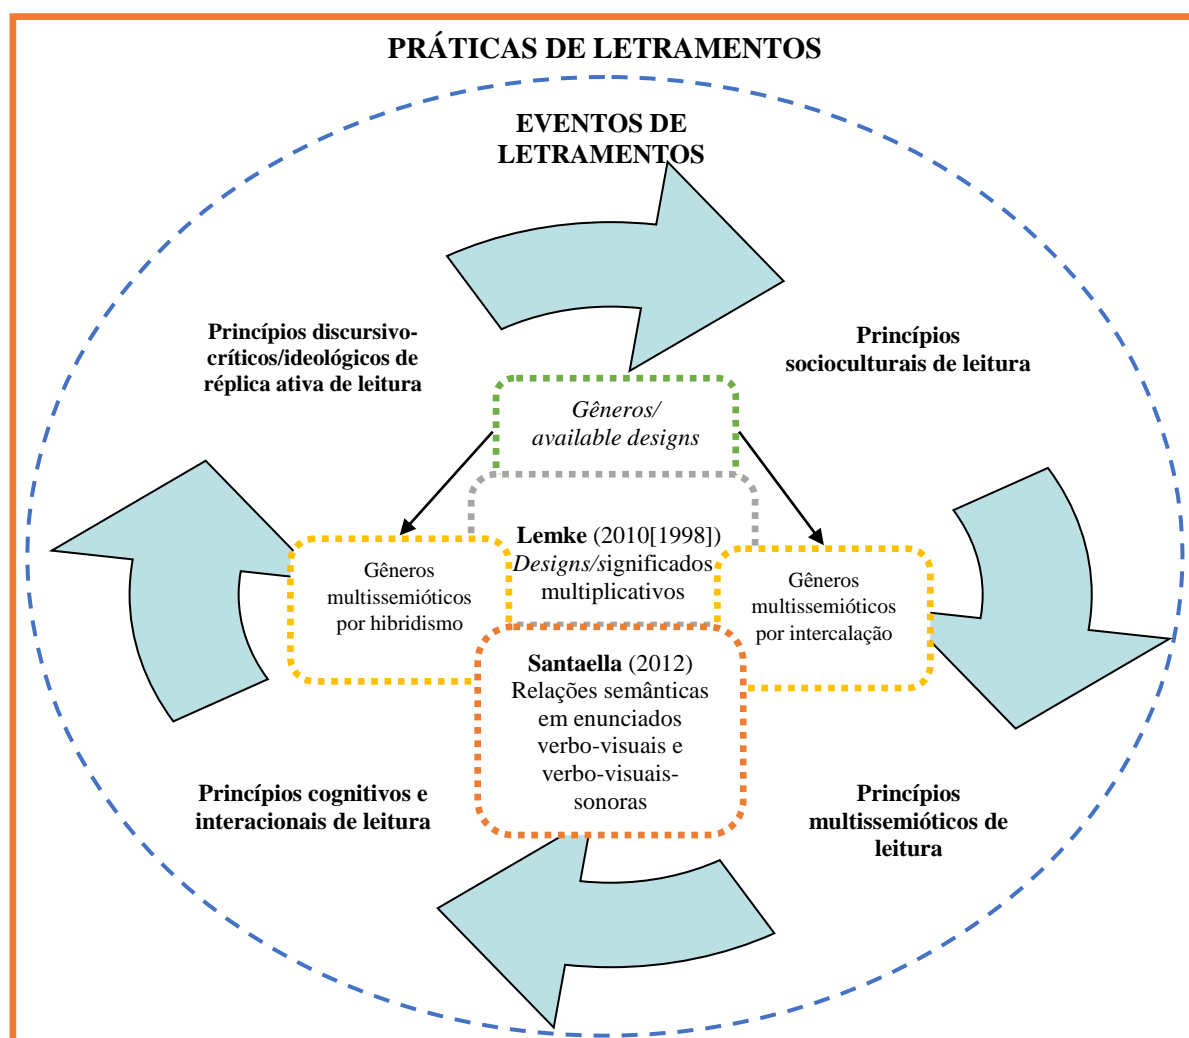 PRÁTICAS DE LETRAMENTOS
EVENTOS DE
LETRAMENTOS
Princípios discursivo-
críticos/ideológicos de
réplica ativa de leitura
Princípios
socioculturais de leitura
Gêneros/
available designs
Lemke (2010[1998])
Designs/significados
multiplicativos
Gêneros
multissemióticos
por hibridismo
Gêneros
multissemióticos
por intercalação
Santaella (2012)
Relações semânticas
em enunciados
verbo-visuais e
verbo-visuais-
sonoras
Princípios cognitivos e
interacionais de leitura
Princípios
multissemióticos de
leitura